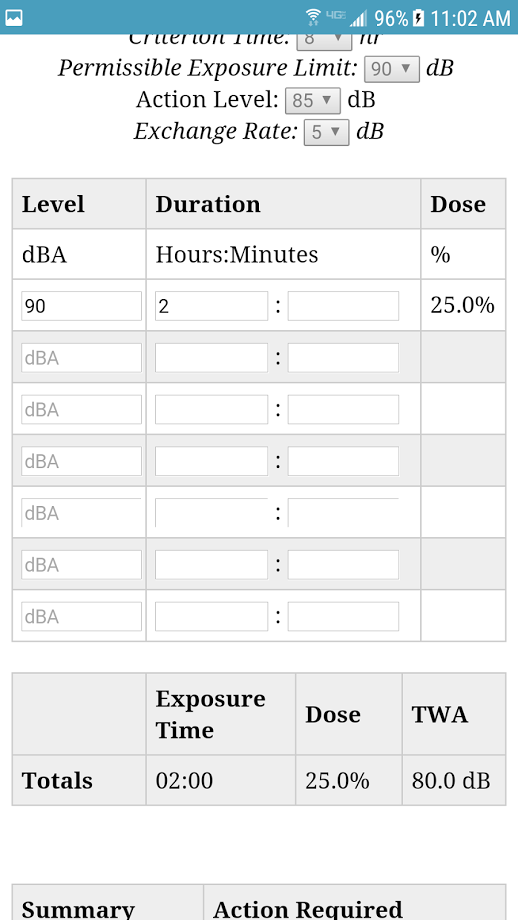 4G 96% 11:02 AM
Criterion Time: 8 hr
Permissible Exposure Limit: 90 dB
Action Level: 85 dB
Exchange Rate: 5 dB
Level Duration Dose
dBA Hours:Minutes %
90 2 : 25.0%
dBA :
dBA :
dBA :
dBA :
dBA :
dBA :
Exposure
Time Dose TWA
Totals 02:00 25.0% 80.0 dB
Summary Action Required